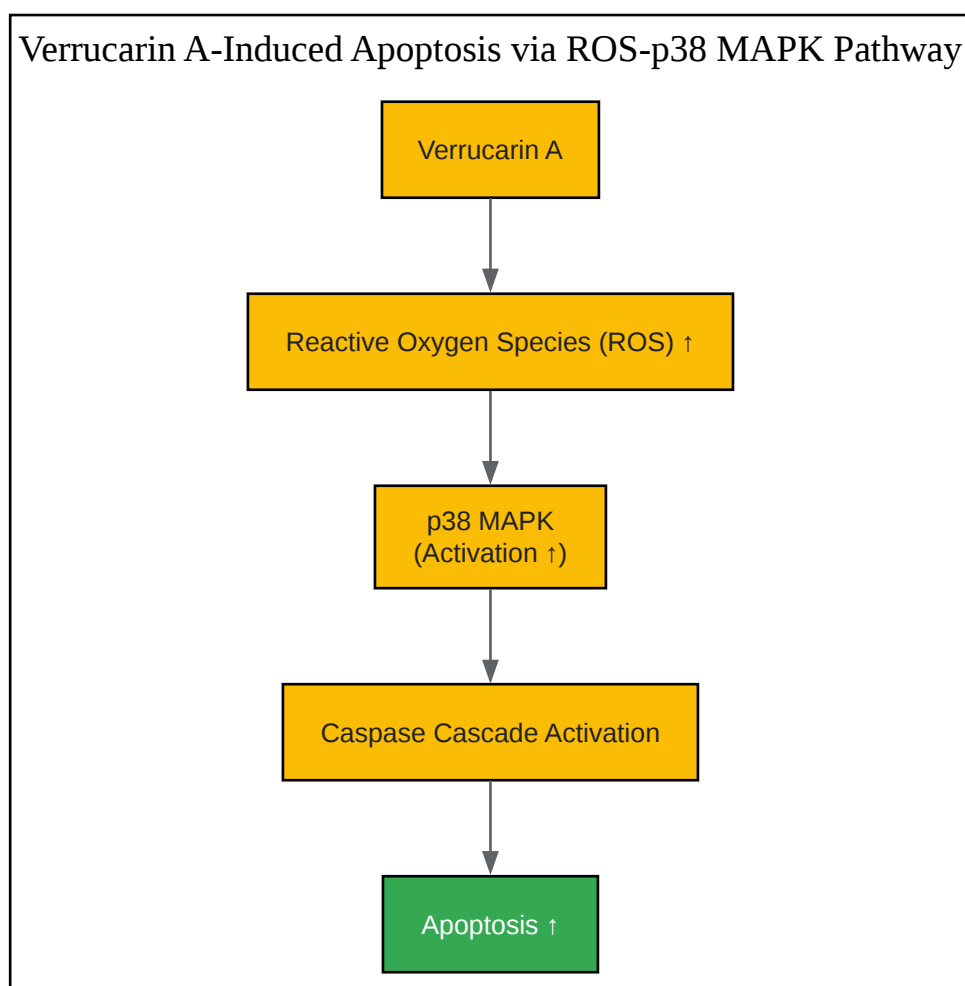 Verrucarin A-Induced Apoptosis via ROS-p38 MAPK Pathway
Verrucarin A
Reactive Oxygen Species (ROS) ↑
p38 MAPK
(Activation ↑)
Caspase Cascade Activation
Apoptosis ↑